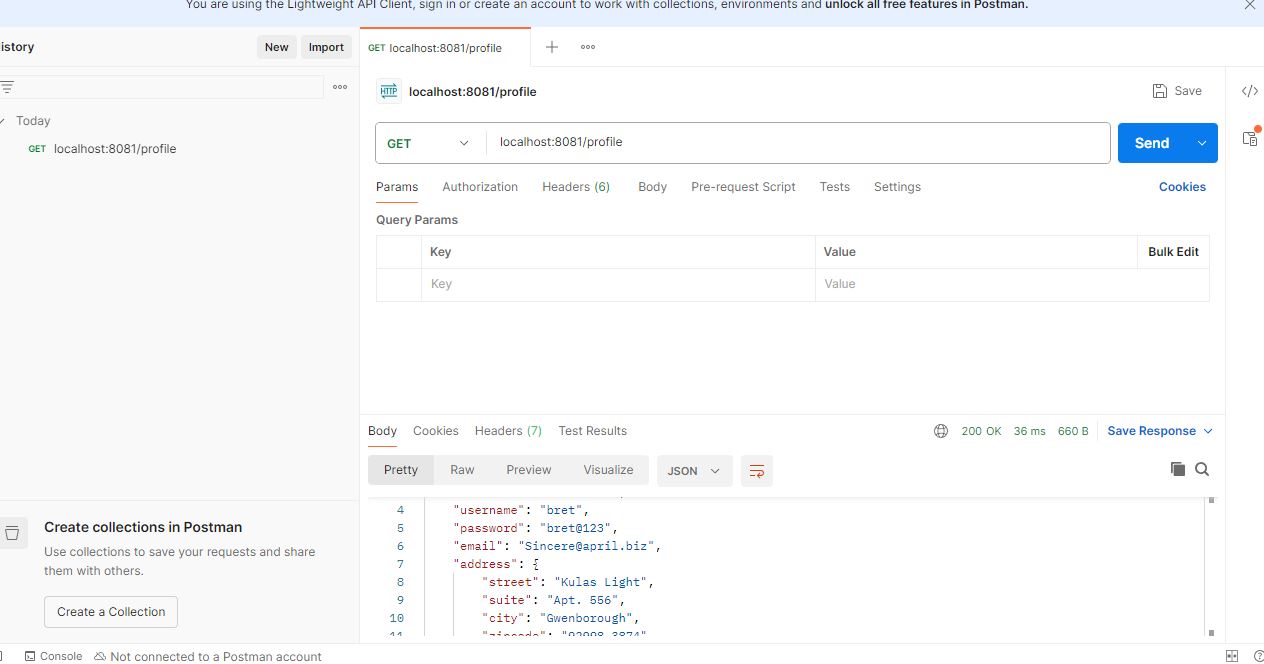 You are using the Lightweight API Client, sign in or create an account to work with collections, environments and unlock all free features in Postman.
istory
New
Import
GET localhost:8081/profile
HTTP localhost:8081/profile
Save
Today
GET localhost:8081/profile
GET
localhost:8081/profile
Send
Params
Authorization
Headers (6)
Body
Pre-request Script
Tests
Settings
Cookies
Query Params
Key
Value
Bulk Edit
Key
Value
Body
Cookies
Headers (7)
Test Results
200 OK
36 ms
660 B
Save Response
Pretty
Raw
Preview
Visualize
JSON
4 "username": "bret",
5 "password": "bret@123",
6 "email": "Sincere@april.biz",
7 "address": {
8 "street": "Kulas Light",
9 "suite": "Apt. 556",
10 "city": "Gwenborough",
11 "zipcode": "92998-3874"
Create collections in Postman
Use collections to save your requests and share
them with others.
Create a Collection
Console
Not connected to a Postman account